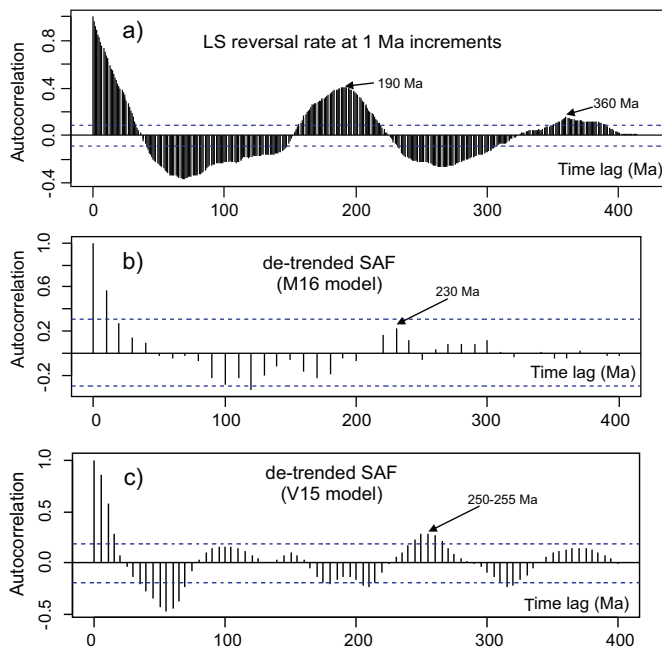 a)
LS reversal rate at 1 Ma increments
190 Ma
360 Ma
Autocorrelation
0.8
0.4
0.0
-0.4
Time lag (Ma)
0
100
200
300
400
b)
de-trended SAF
(M16 model)
230 Ma
Autocorrelation
1.0
0.6
0.2
-0.2
Time lag (Ma)
0
100
200
300
400
c)
de-trended SAF
(V15 model)
250-255 Ma
Autocorrelation
1.0
0.5
0.0
-0.5
Time lag (Ma)
0
100
200
300
400